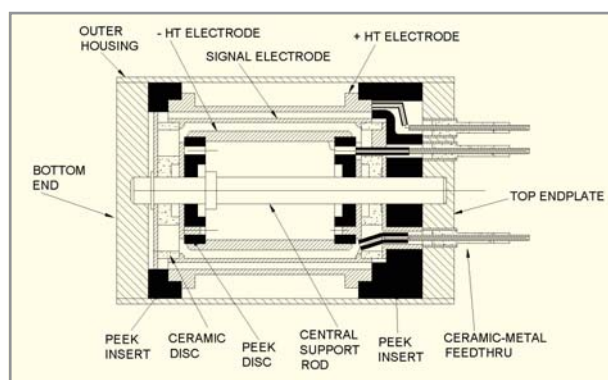 OUTER HOUSING
- HT ELECTRODE
+ HT ELECTRODE
SIGNAL ELECTRODE
BOTTOM
END
TOP ENDPLATE
PEEK
INSERT
CERAMIC
DISC
PEEK
DISC
CENTRAL
SUPPORT
ROD
PEEK
INSERT
CERAMIC-METAL
FEEDTHRU